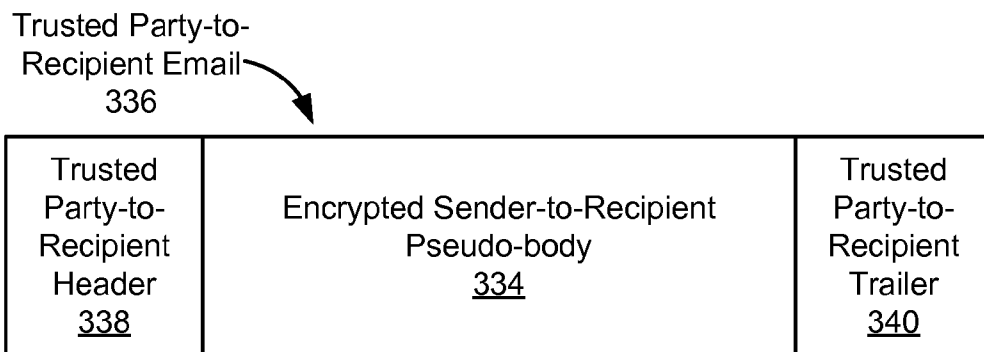 Trusted Party-to-
Recipient Email
336
Trusted
Party-to-
Recipient
Header
338
Encrypted Sender-to-Recipient
Pseudo-body
334
Trusted
Party-to-
Recipient
Trailer
340